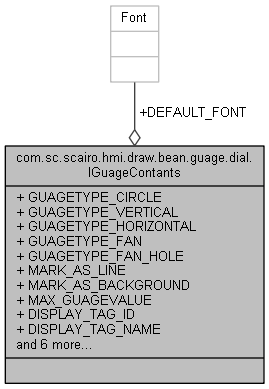 Font
+DEFAULT_FONT
com.sc.scairo.hmi.draw.bean.guage.dial.
IGuageContants
+ GUAGETYPE_CIRCLE
+ GUAGETYPE_VERTICAL
+ GUAGETYPE_HORIZONTAL
+ GUAGETYPE_FAN
+ GUAGETYPE_FAN_HOLE
+ MARK_AS_LINE
+ MARK_AS_BACKGROUND
+ MAX_GUAGEVALUE
+ DISPLAY_TAG_ID
+ DISPLAY_TAG_NAME
and 6 more...